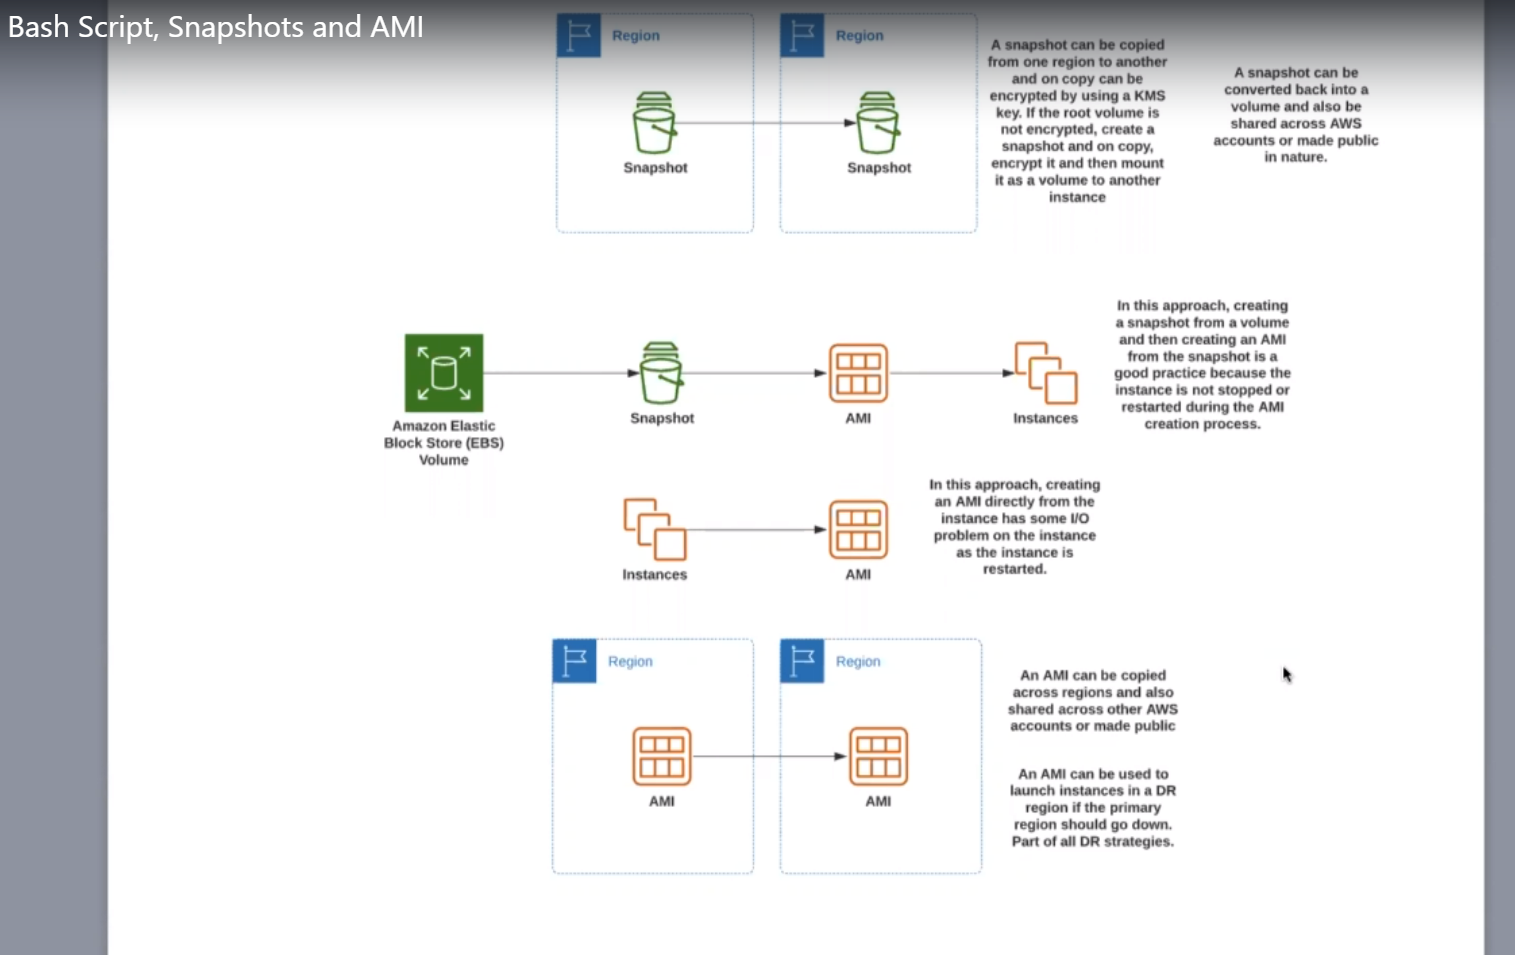 Bash Script, Snapshots and AMI
Region
Region
Snapshot
Snapshot
A snapshot can be copied
from one region to another
and on copy can be
encrypted by using a KMS
key. If the root volume is
not encrypted, create a
snapshot and on copy,
encrypt it and then mount
it as a volume to another
instance
A snapshot can be
converted back into a
volume and also be
shared across AWS
accounts or made public
in nature.
Amazon Elastic
Block Store (EBS)
Volume
Snapshot
AMI
Instances
In this approach, creating
a snapshot from a volume
and then creating an AMI
from the snapshot is a
good practice because the
instance is not stopped or
restarted during the AMI
creation process.
Instances
AMI
In this approach, creating
an AMI directly from the
instance has some I/O
problem on the instance
as the instance is
restarted.
Region
Region
AMI
AMI
An AMI can be copied
across regions and also
shared across other AWS
accounts or made public
An AMI can be used to
launch instances in a DR
region if the primary
region should go down.
Part of all DR strategies.